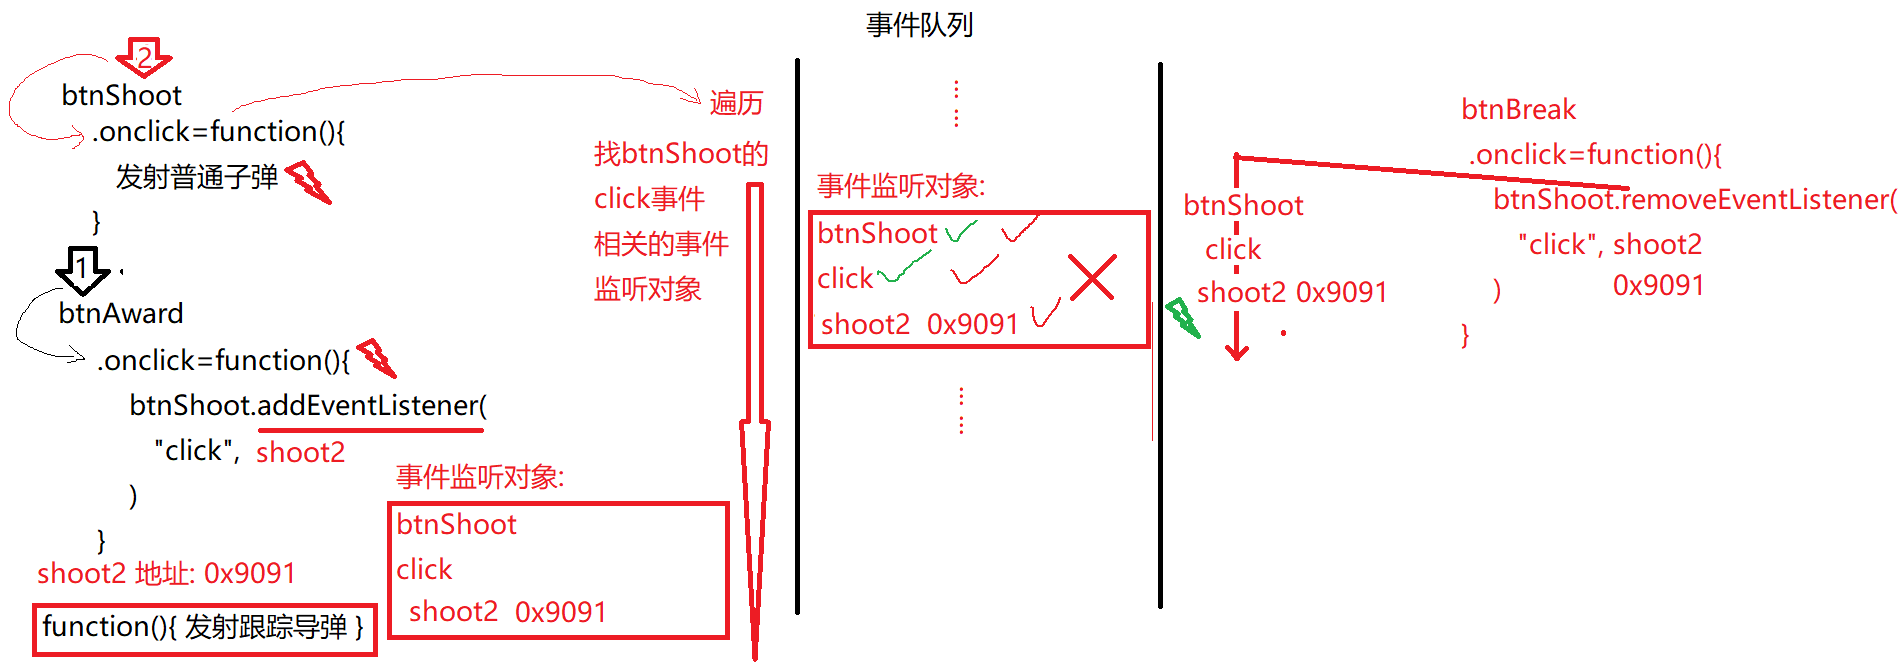 事件队列
2
btnShoot
.onclick=function(){
发射普通子弹
}
1
btnAward
.onclick=function(){
btnShoot.addEventListener(
"click", shoot2
)
}
shoot2 地址: 0x9091
function(){ 发射跟踪导弹 }
事件监听对象:
btnShoot
click
shoot2 0x9091
遍历
找btnShoot的
click事件
相关的事件
监听对象
事件监听对象:
btnShoot
click
shoot2 0x9091
btnShoot
click
shoot2 0x9091
btnBreak
.onclick=function(){
btnShoot.removeEventListener(
"click", shoot2
0x9091
)
}